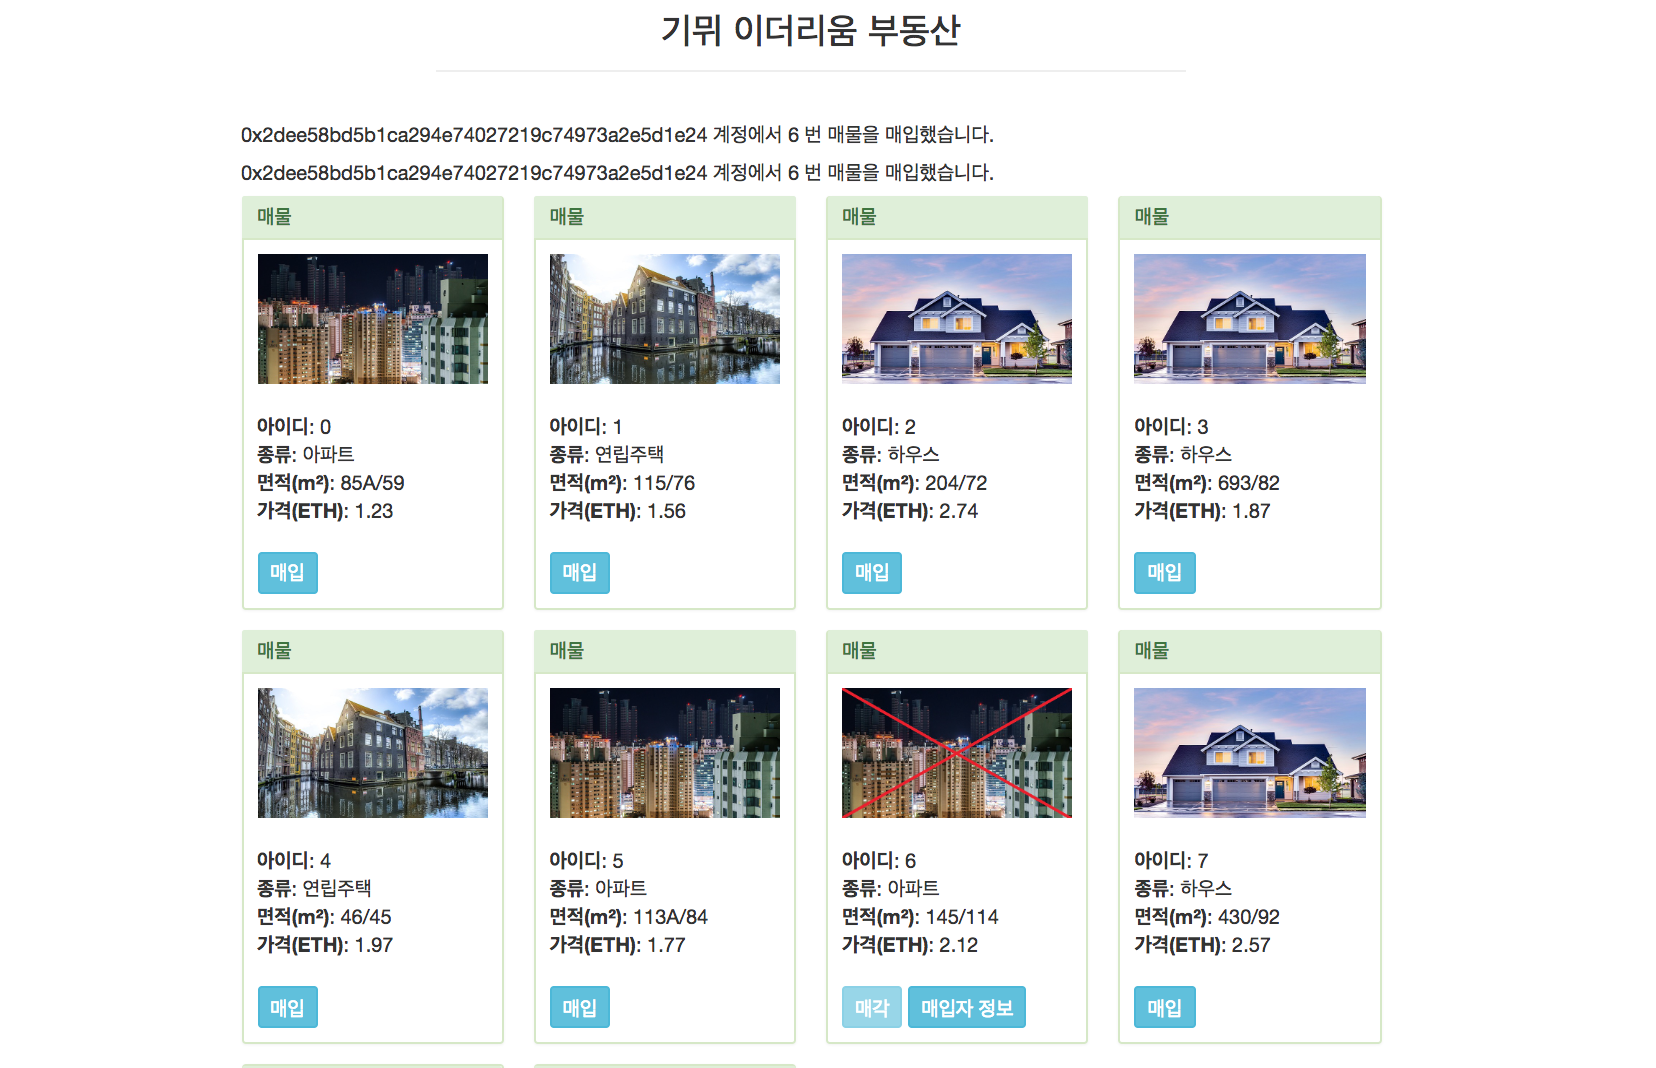 기뮈 이더리움 부동산
0x2dee58bd5b1ca294e74027219c74973a2e5d1e24 계정에서 6 번 매물을 매입했습니다.
0x2dee58bd5b1ca294e74027219c74973a2e5d1e24 계정에서 6 번 매물을 매입했습니다.
매물
아이디: 0
종류: 아파트
면적(m²): 85A/59
가격(ETH): 1.23
매입
매물
아이디: 1
종류: 연립주택
면적(m²): 115/76
가격(ETH): 1.56
매입
매물
아이디: 2
종류: 하우스
면적(m²): 204/72
가격(ETH): 2.74
매입
매물
아이디: 3
종류: 하우스
면적(m²): 693/82
가격(ETH): 1.87
매입
매물
아이디: 4
종류: 연립주택
면적(m²): 46/45
가격(ETH): 1.97
매입
매물
아이디: 5
종류: 아파트
면적(m²): 113A/84
가격(ETH): 1.77
매입
매물
아이디: 6
종류: 아파트
면적(m²): 145/114
가격(ETH): 2.12
매각 매입자 정보
매물
아이디: 7
종류: 하우스
면적(m²): 430/92
가격(ETH): 2.57
매입